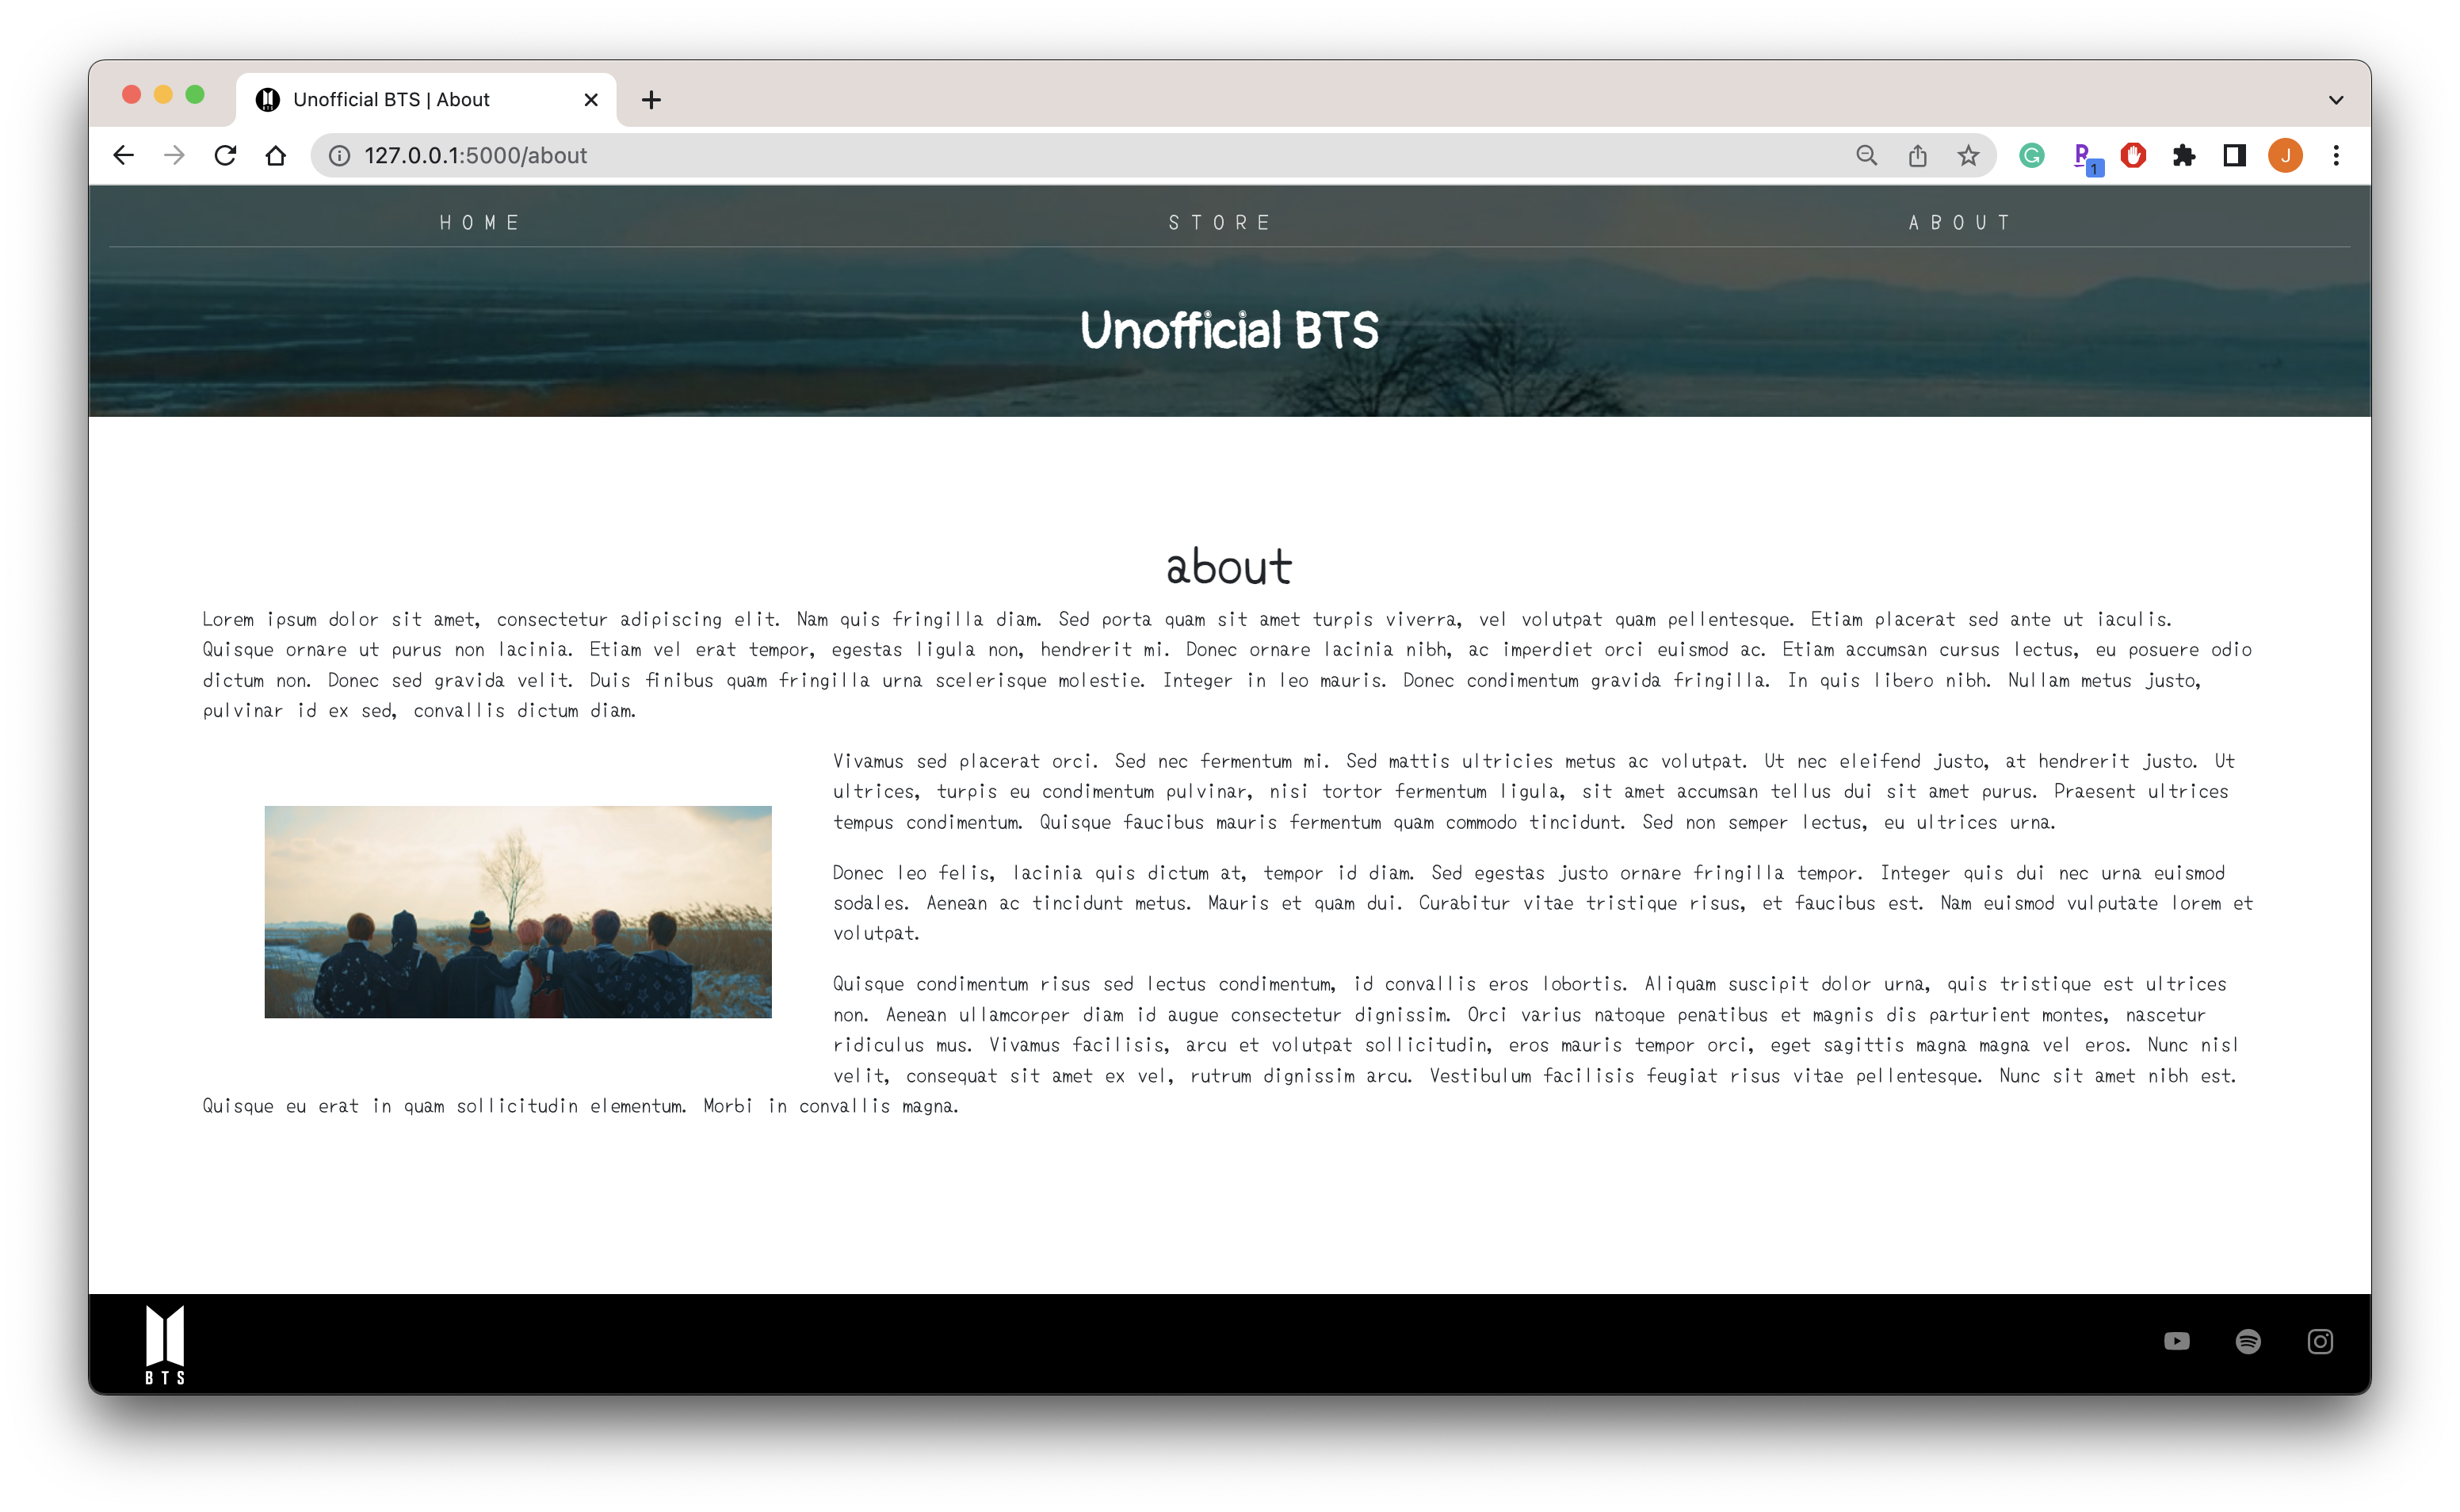 Unofficial BTS | About
127.0.0.1:5000/about
1
J
HOME STORE ABOUT
Unofficial BTS
about
Lorem ipsum dolor sit amet, consectetur adipiscing elit. Nam quis fringilla diam. Sed porta quam sit amet turpis viverra, vel volutpat quam pellentesque. Etiam placerat sed ante ut iaculis.
Quisque ornare ut purus non lacinia. Etiam vel erat tempor, egestas ligula non, hendrerit mi. Donec ornare lacinia nibh, ac imperdiet orci euismod ac. Etiam accumsan cursus lectus, eu posuere odio
dictum non. Donec sed gravida velit. Duis finibus quam fringilla urna scelerisque molestie. Integer in leo mauris. Donec condimentum gravida fringilla. In quis libero nibh. Nullam metus justo,
pulvinar id ex sed, convallis dictum diam.
Vivamus sed placerat orci. Sed nec fermentum mi. Sed mattis ultricies metus ac volutpat. Ut nec eleifend justo, at hendrerit justo. Ut
ultrices, turpis eu condimentum pulvinar, nisi tortor fermentum ligula, sit amet accumsan tellus dui sit amet purus. Praesent ultrices
tempus condimentum. Quisque faucibus mauris fermentum quam commodo tincidunt. Sed non semper lectus, eu ultrices urna.
Donec leo felis, lacinia quis dictum at, tempor id diam. Sed egestas justo ornare fringilla tempor. Integer quis dui nec urna euismod
sodales. Aenean ac tincidunt metus. Mauris et quam dui. Curabitur vitae tristique risus, et faucibus est. Nam euismod vulputate lorem et
volutpat.
Quisque condimentum risus sed lectus condimentum, id convallis eros lobortis. Aliquam suscipit dolor urna, quis tristique est ultrices
non. Aenean ullamcorper diam id augue consectetur dignissim. Orci varius natoque penatibus et magnis dis parturient montes, nascetur
ridiculus mus. Vivamus facilisis, arcu et volutpat sollicitudin, eros mauris tempor orci, eget sagittis magna magna vel eros. Nunc nisl
velit, consequat sit amet ex vel, rutrum dignissim arcu. Vestibulum facilisis feugiat risus vitae pellentesque. Nunc sit amet nibh est.
Quisque eu erat in quam sollicitudin elementum. Morbi in convallis magna.
BTS